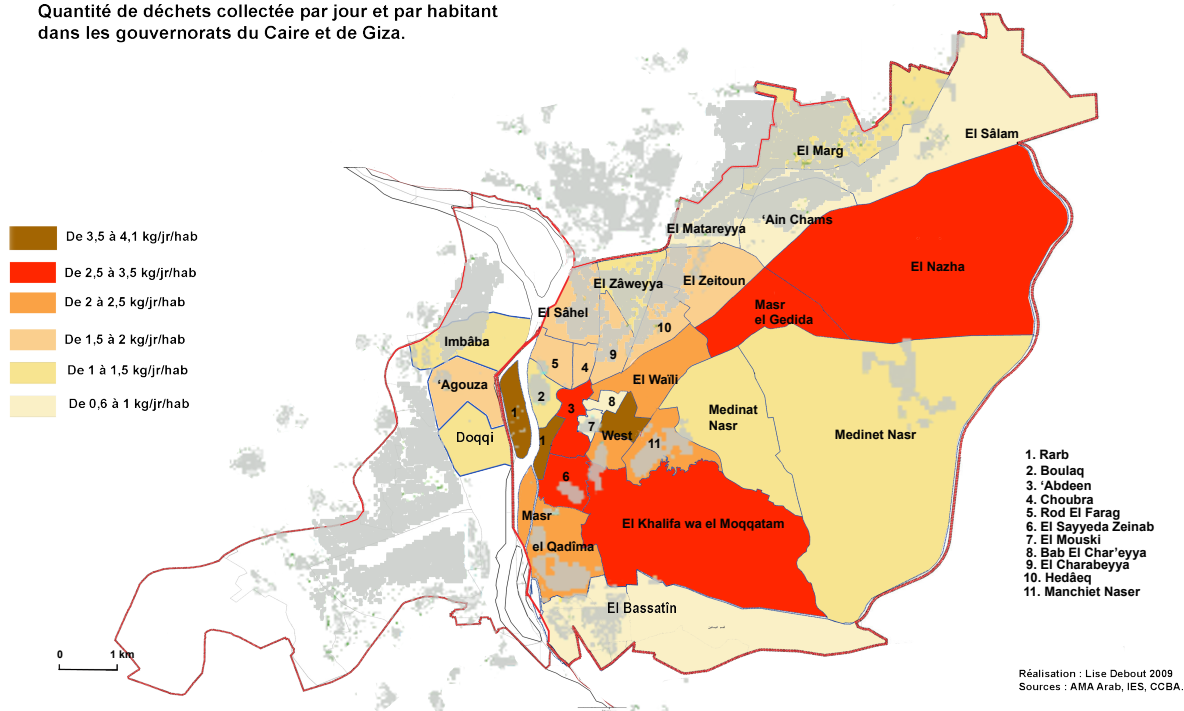 Quantité de déchets collectée par jour et par habitant
dans les gouvernorats du Caire et de Giza.
De 3,5 à 4,1 kg/jr/hab
De 2,5 à 3,5 kg/jr/hab
De 2 à 2,5 kg/jr/hab
De 1,5 à 2 kg/jr/hab
De 1 à 1,5 kg/jr/hab
De 0,6 à 1 kg/jr/hab
El Sâlam
El Marg
‘Ain Chams
El Matareyya
El Nazha
El Zeitoun
El Zâweyya
Masr
el Gedida
El Sâhel
10
Imbâba
9
5
4
El Waïli
‘Agouza
2
8
1
3
7
Medinat
Nasr
Medinet Nasr
Doqqi
1
West
11
6
Masr
el Qadîma
El Khalifa wa el Moqqatam
El Bassatîn
1. Rarb
2. Boulaq
3. ‘Abdeen
4. Choubra
5. Rod El Farag
6. El Sayyeda Zeinab
7. El Mouski
8. Bab El Char’eyya
9. El Charabeyya
10. Hedâeq
11. Manchiet Naser
0 1 km
Réalisation : Lise Debout 2009
Sources : AMA Arab, IES, CCBA.